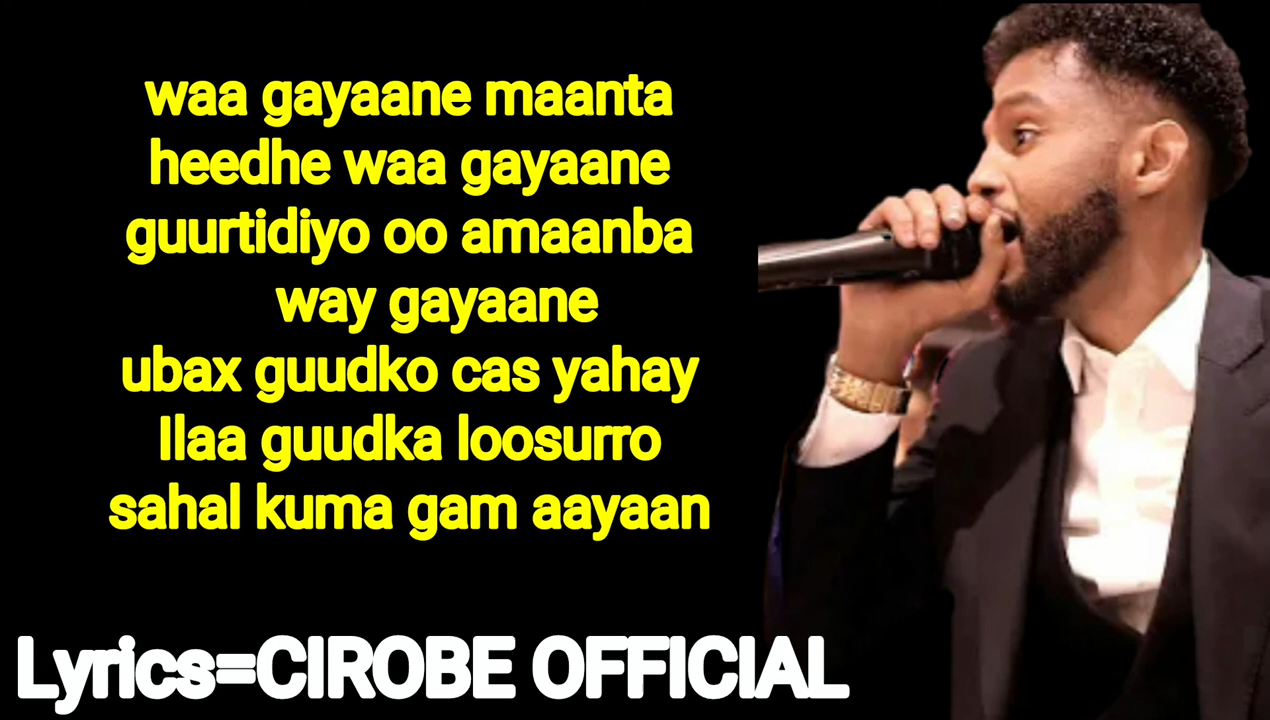 waa gayaane maanta
heedhe waa gayaane
guurtidiyo oo amaanba
way gayaane
ubax guudko cas yahay
Ilaa guudka loosurro
sahal kuma gam aayaan
Lyrics=CIROBE OFFICIAL